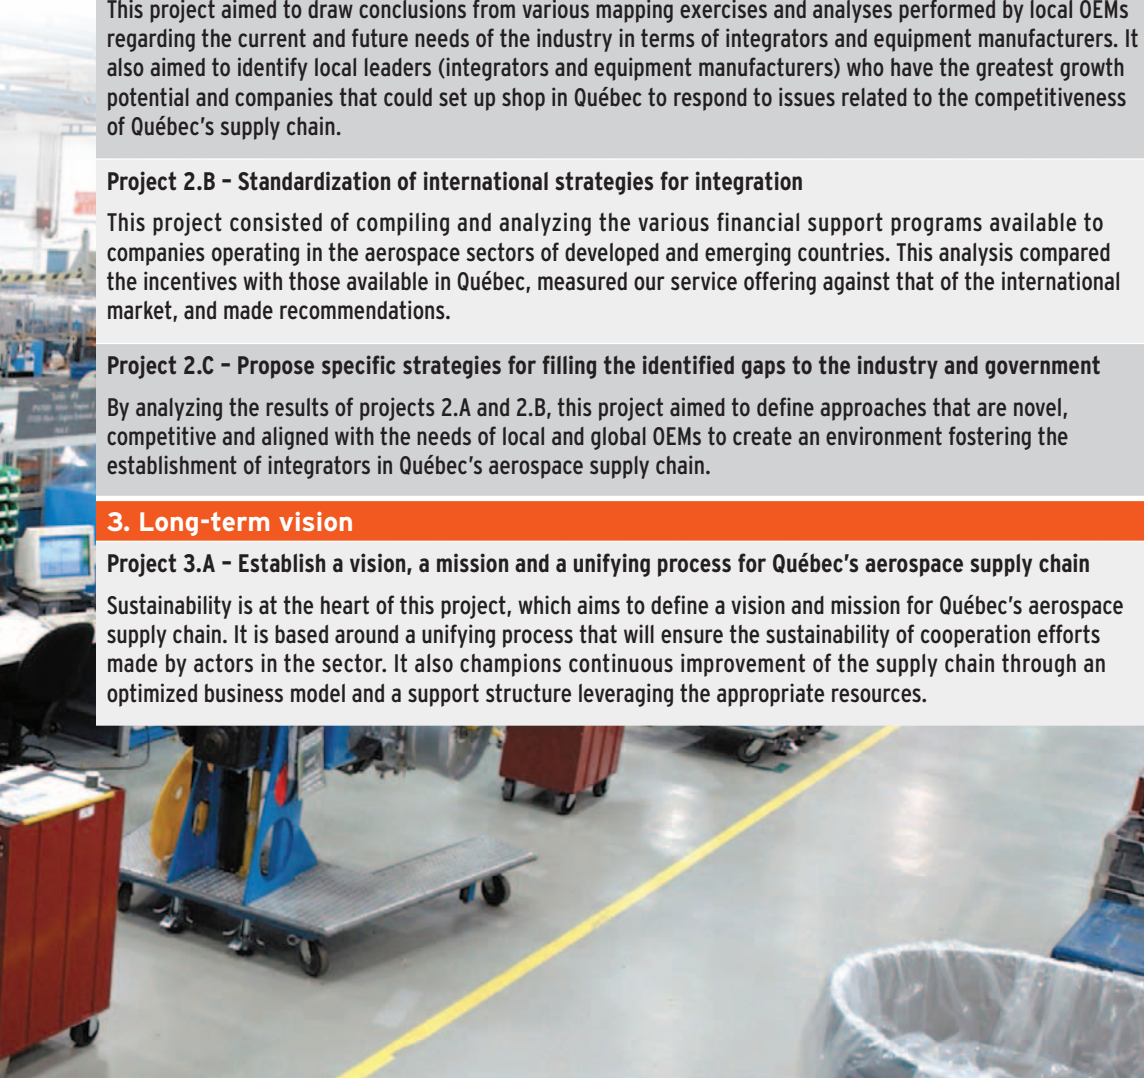 This project aimed to draw conclusions from various mapping exercises and analyses performed by local OEMs
regarding the current and future needs of the industry in terms of integrators and equipment manufacturers. It
also aimed to identify local leaders (integrators and equipment manufacturers) who have the greatest growth
potential and companies that could set up shop in Québec to respond to issues related to the competitiveness
of Québec's supply chain.
Project 2.B – Standardization of international strategies for integration
This project consisted of compiling and analyzing the various financial support programs available to
companies operating in the aerospace sectors of developed and emerging countries. This analysis compared
the incentives with those available in Québec, measured our service offering against that of the international
market, and made recommendations.
Project 2.C – Propose specific strategies for filling the identified gaps to the industry and government
By analyzing the results of projects 2.A and 2.B, this project aimed to define approaches that are novel,
competitive and aligned with the needs of local and global OEMs to create an environment fostering the
establishment of integrators in Québec's aerospace supply chain.
3. Long-term vision
Project 3.A – Establish a vision, a mission and a unifying process for Québec's aerospace supply chain
Sustainability is at the heart of this project, which aims to define a vision and mission for Québec's aerospace
supply chain. It is based around a unifying process that will ensure the sustainability of cooperation efforts
made by actors in the sector. It also champions continuous improvement of the supply chain through an
optimized business model and a support structure leveraging the appropriate resources.